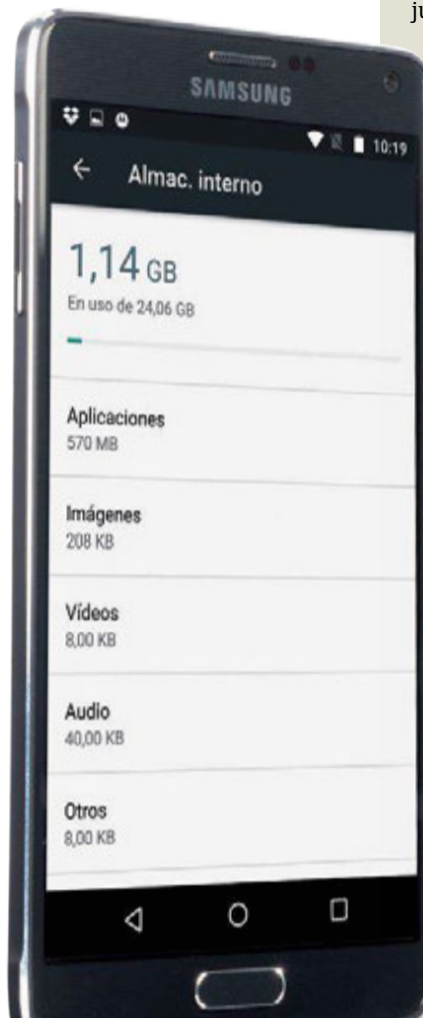 ju
SAMSUNG
10:19
Almac. interno
1,14 GB
En uso de 24,06 GB
Aplicaciones
570 MB
Imágenes
208 KB
Vídeos
8,00 KB
Audio
40,00 KB
Otros
8,00 KB